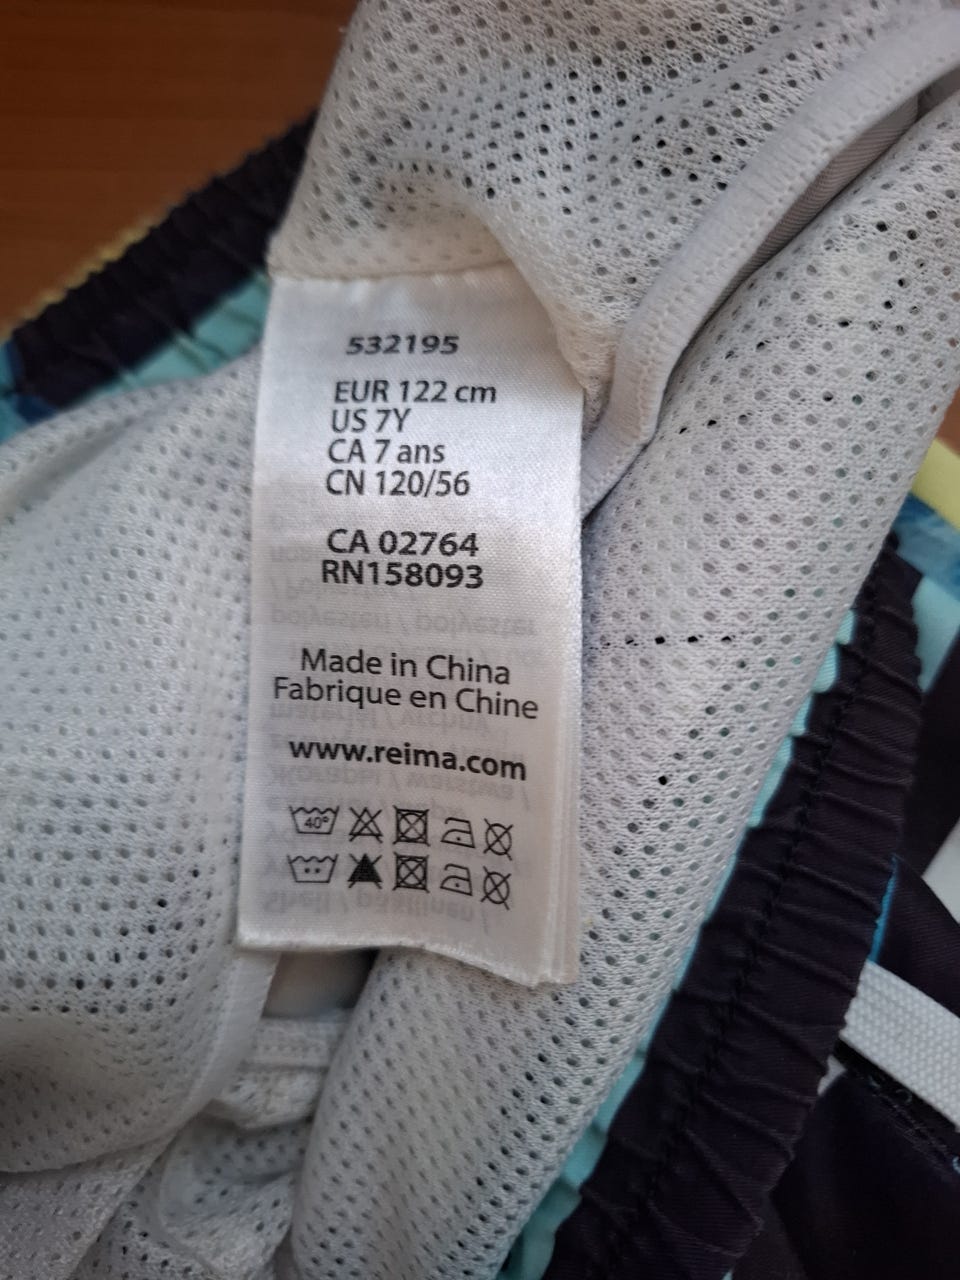 532195
EUR 122 cm
US 7Y
CA 7 ans
CN 120/56
CA 02764
RN158093
Made in China
Fabrique en Chine
www.reima.com
40°